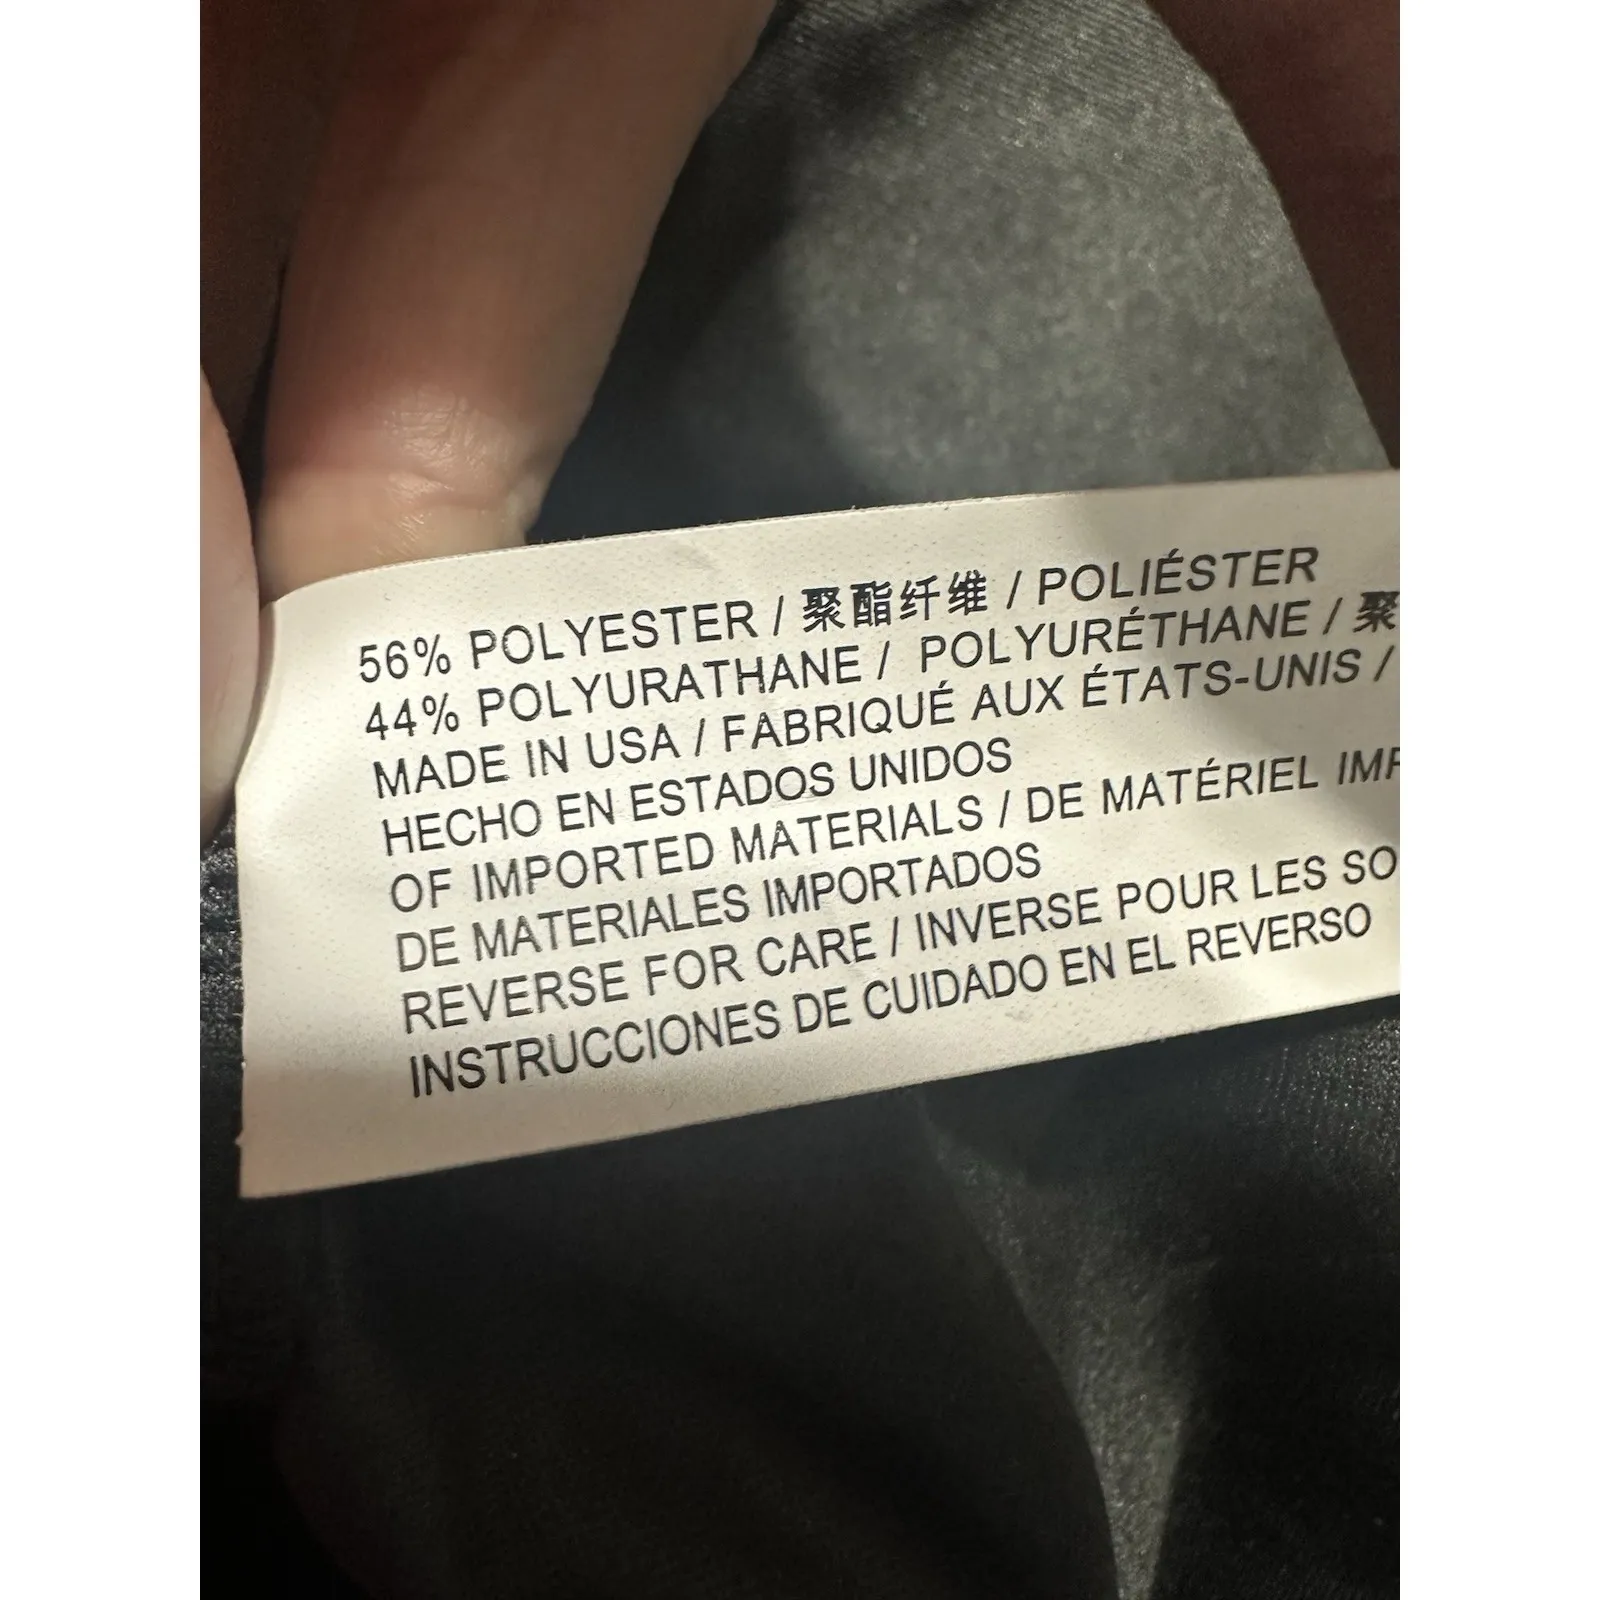 56% POLYESTER / 聚酯纤维 / POLIÉSTER
44% POLYURATHANE / POLYURÉTHANE / 聚
MADE IN USA / FABRIQUÉ AUX ÉTATS-UNIS /
HECHO EN ESTADOS UNIDOS
OF IMPORTED MATERIALS / DE MATÉRIEL IMP
DE MATERIALES IMPORTADOS
REVERSE FOR CARE / INVERSE POUR LES SO
INSTRUCCIONES DE CUIDADO EN EL REVERSO